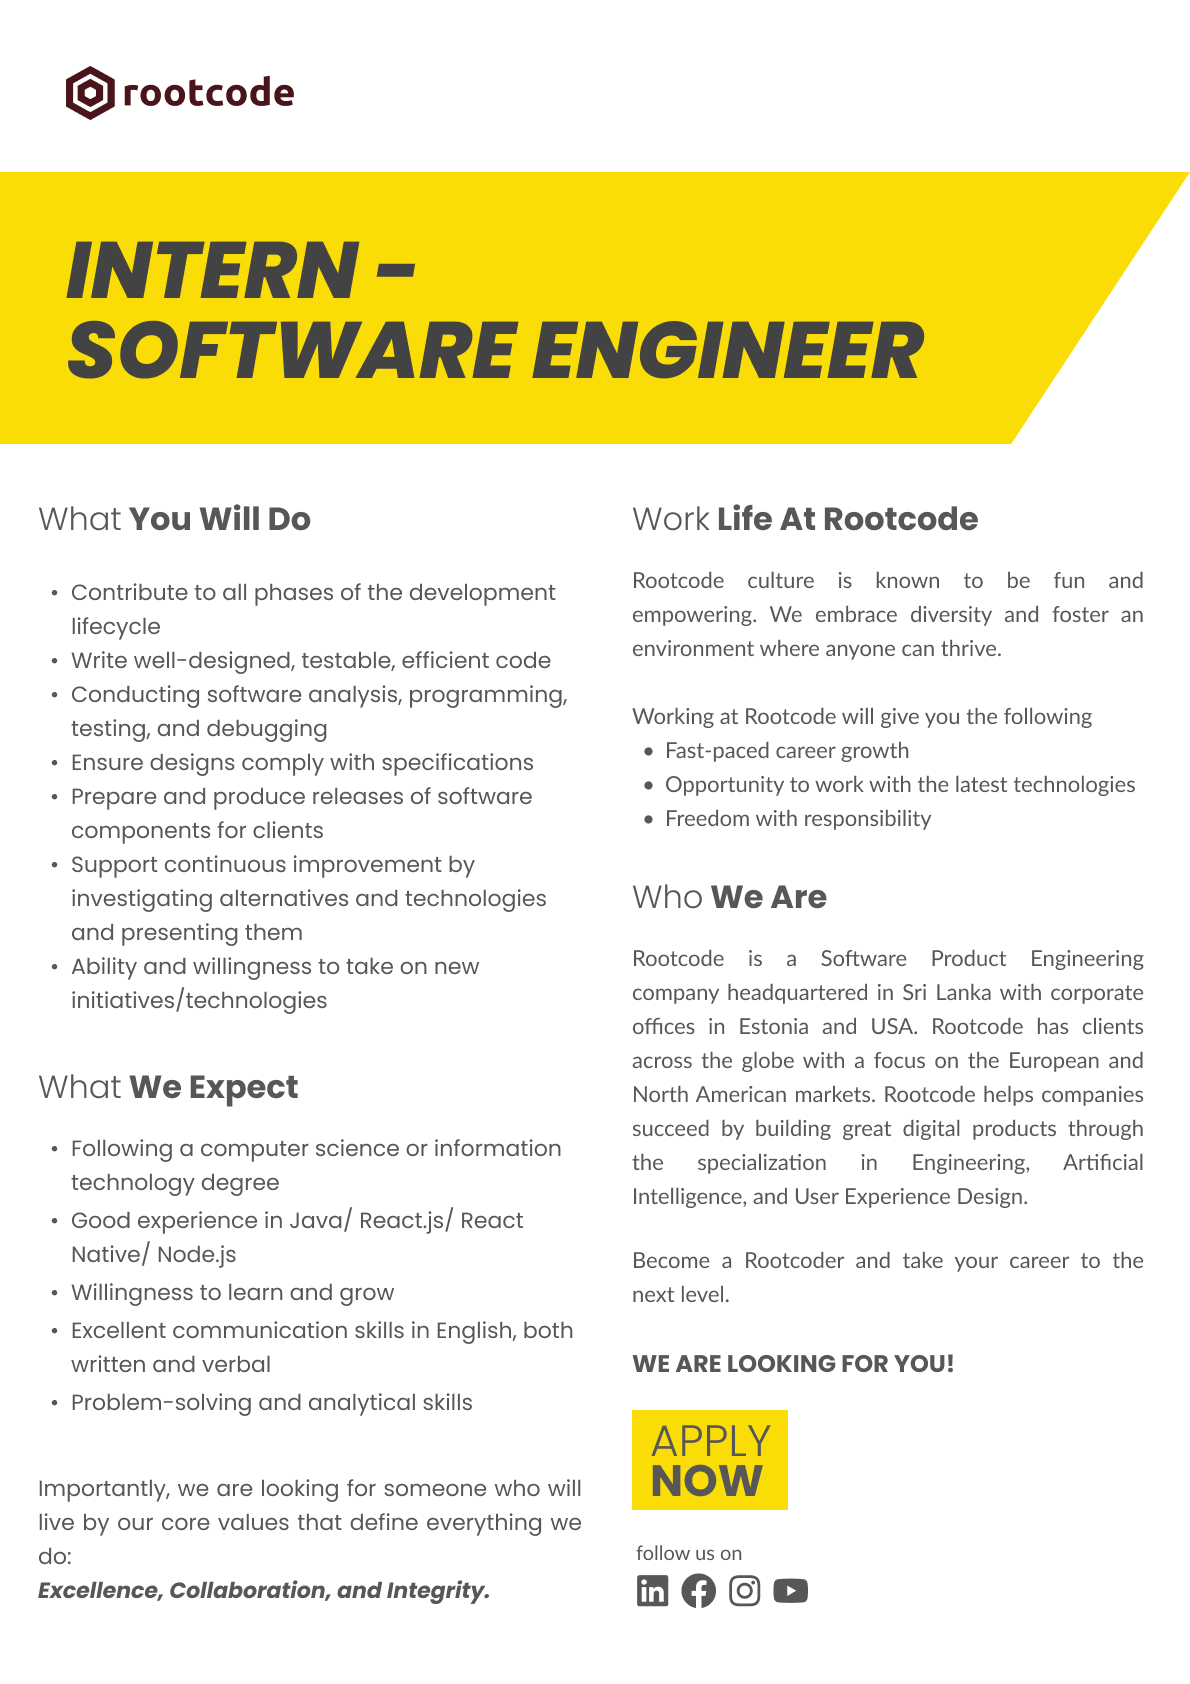 rootcode
INTERN -
SOFTWARE ENGINEER
What You Will Do
• Contribute to all phases of the development
lifecycle
• Write well-designed, testable, efficient code
• Conducting software analysis, programming,
testing, and debugging
• Ensure designs comply with specifications
• Prepare and produce releases of software
components for clients
• Support continuous improvement by
investigating alternatives and technologies
and presenting them
• Ability and willingness to take on new
initiatives/technologies
What We Expect
• Following a computer science or information
technology degree
• Good experience in Java/ React.js/ React
Native/ Node.js
• Willingness to learn and grow
• Excellent communication skills in English, both
written and verbal
• Problem-solving and analytical skills
Importantly, we are looking for someone who will
live by our core values that define everything we
do:
Excellence, Collaboration, and Integrity.
Work Life At Rootcode
Rootcode culture is known to be fun and
empowering. We embrace diversity and foster an
environment where anyone can thrive.
Working at Rootcode will give you the following
• Fast-paced career growth
• Opportunity to work with the latest technologies
• Freedom with responsibility
Who We Are
Rootcode is a Software Product Engineering
company headquartered in Sri Lanka with corporate
offices in Estonia and USA. Rootcode has clients
across the globe with a focus on the European and
North American markets. Rootcode helps companies
succeed by building great digital products through
the specialization in Engineering, Artificial
Intelligence, and User Experience Design.
Become a Rootcoder and take your career to the
next level.
WE ARE LOOKING FOR YOU!
APPLY
NOW
follow us on